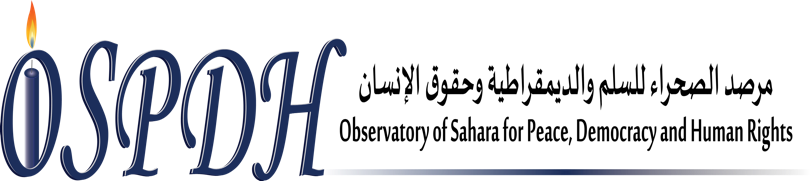 OSPDH
مرصد الصحراء للسلم والديمقراطية وحقوق الإنسان
Observatory of Sahara for Peace, Democracy and Human Rights